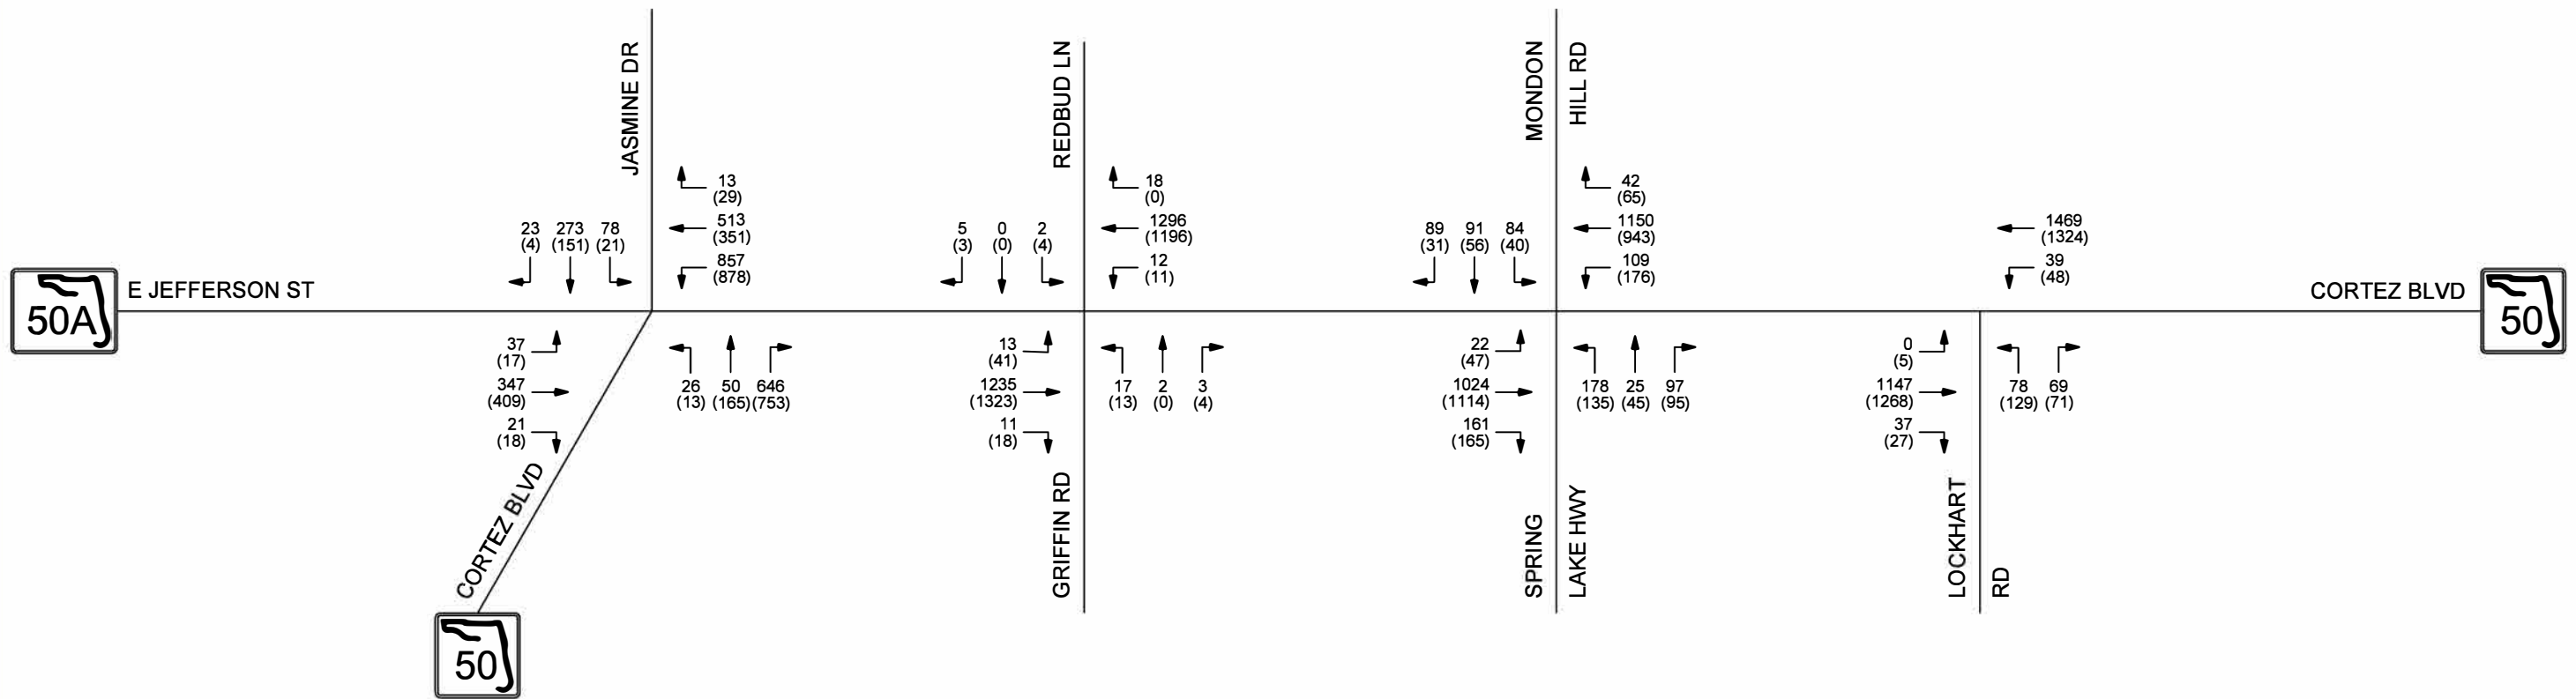 JASMINE DR
REDBUD LN
MONDON
HILL RD
13
(29)
513
(351)
857
(878)
23 273 78
(4) (151) (21)
18
(0)
1296
(1196)
12
(11)
5 0 2
(3) (0) (4)
42
(65)
1150
(943)
109
(176)
89 91 84
(31) (56) (40)
1469
(1324)
39
(48)
50A
E JEFFERSON ST
CORTEZ BLVD
50
37
(17)
347
(409)
21
(18)
26 50 646
(13) (165) (753)
13
(41)
1235
(1323)
11
(18)
17 2 3
(13) (0) (4)
22
(47)
1024
(1114)
161
(165)
178 25 97
(135) (45) (95)
0
(5)
1147
(1268)
37
(27)
78 69
(129) (71)
CORTEZ BLVD
GRIFFIN RD
SPRING
LAKE HWY
LOCKHART
RD
50